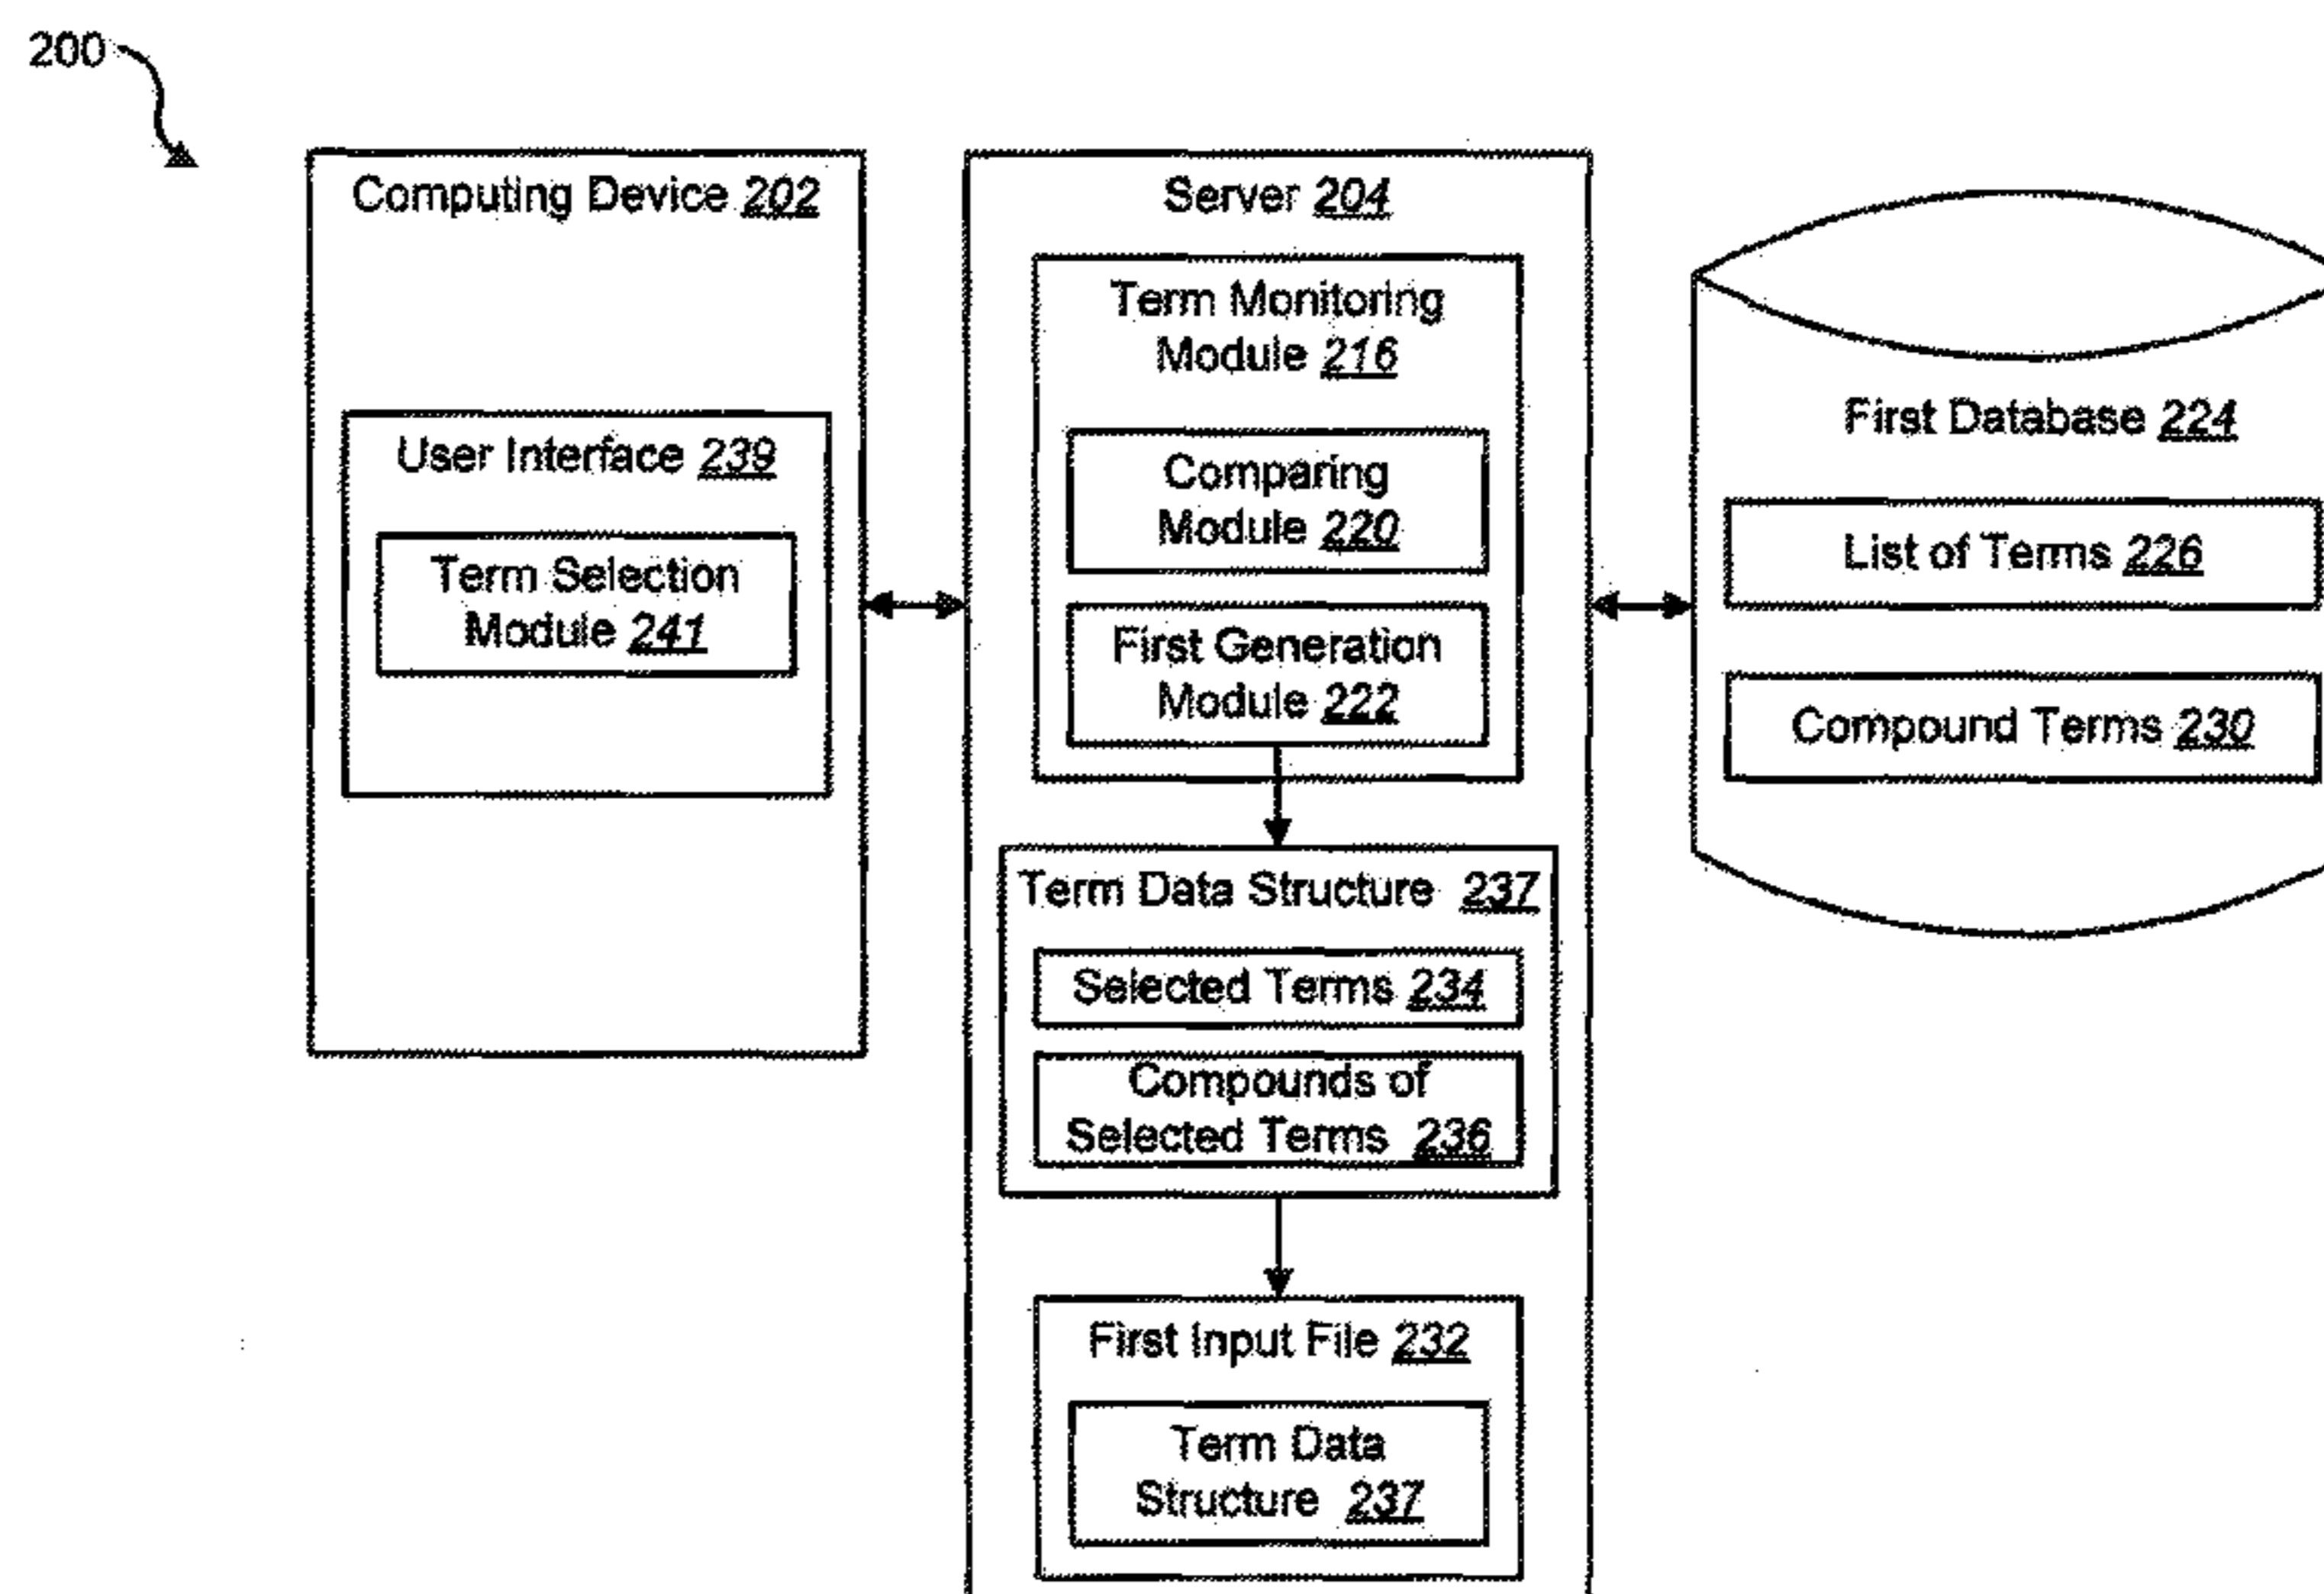 200
Computing Device 202
User Interface 239
Term Selection
Module 241
Server 204
Term Monitoring
Module 216
Comparing
Module 220
First Generation
Module 222
Term Data Structure 237
Selected Terms 234
Compounds of
Selected Terms 236
First Input File 232
Term Data
Structure 237
First Database 224
List of Terms 226
Compound Terms 230